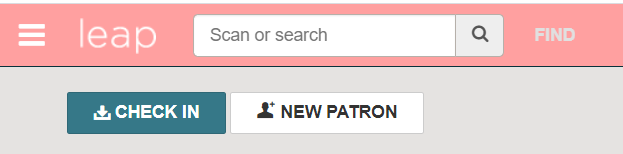 leap Scan or search FIND
CHECK IN NEW PATRON